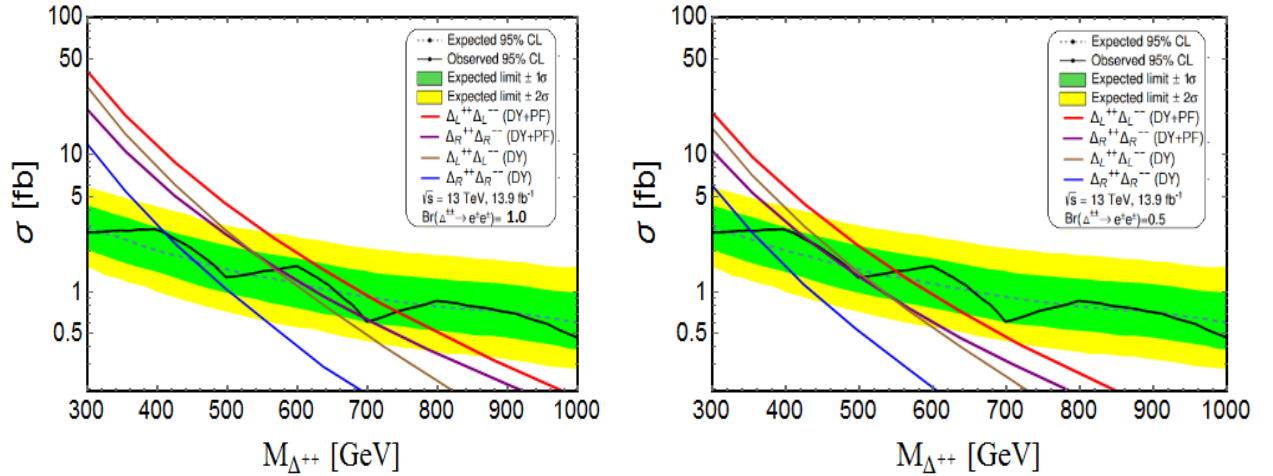 100
50
10
5
1
0.5
σ [fb]
Expected 95% CL
Observed 95% CL
Expected limit ± 1σ
Expected limit ± 2σ
Δ_L⁺⁺Δ_L⁻⁻ (DY+PF)
Δ_R⁺⁺Δ_R⁻⁻ (DY+PF)
Δ_L⁺⁺Δ_L⁻⁻ (DY)
Δ_R⁺⁺Δ_R⁻⁻ (DY)
√s = 13 TeV, 13.9 fb⁻¹
Br(Δ^±± → e^± e^±)= 1.0
300 400 500 600 700 800 900 1000
M_Δ⁺⁺ [GeV]
100
50
10
5
1
0.5
σ [fb]
Expected 95% CL
Observed 95% CL
Expected limit ± 1σ
Expected limit ± 2σ
Δ_L⁺⁺Δ_L⁻⁻ (DY+PF)
Δ_R⁺⁺Δ_R⁻⁻ (DY+PF)
Δ_L⁺⁺Δ_L⁻⁻ (DY)
Δ_R⁺⁺Δ_R⁻⁻ (DY)
√s = 13 TeV, 13.9 fb⁻¹
Br(Δ^±± → e^± e^±)=0.5
300 400 500 600 700 800 900 1000
M_Δ⁺⁺ [GeV]